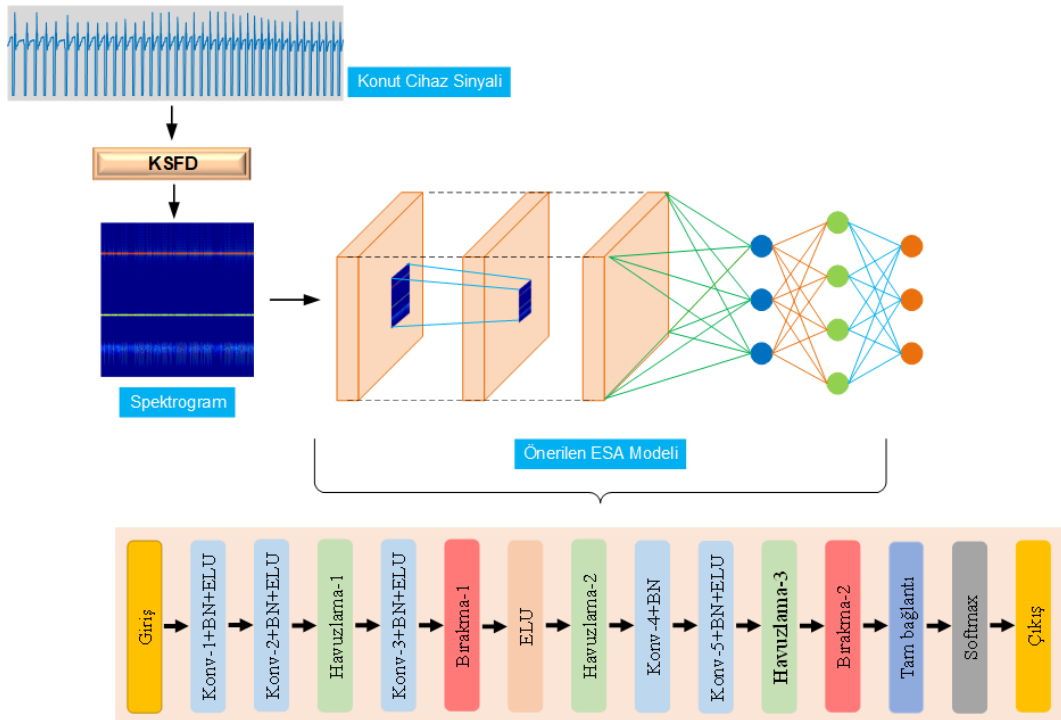 Konut Cihaz Sinyali
KSFD
Spektrogram
Önerilen ESA Modeli
Giriş
Konv-1+BN+ELU
Konv-2+BN+ELU
Havuzlama-1
Konv-3+BN+ELU
Bırakma-1
ELU
Havuzlama-2
Konv-4+BN
Konv-5+BN+ELU
Havuzlama-3
Bırakma-2
Tam bağlantı
Softmax
Çıkış